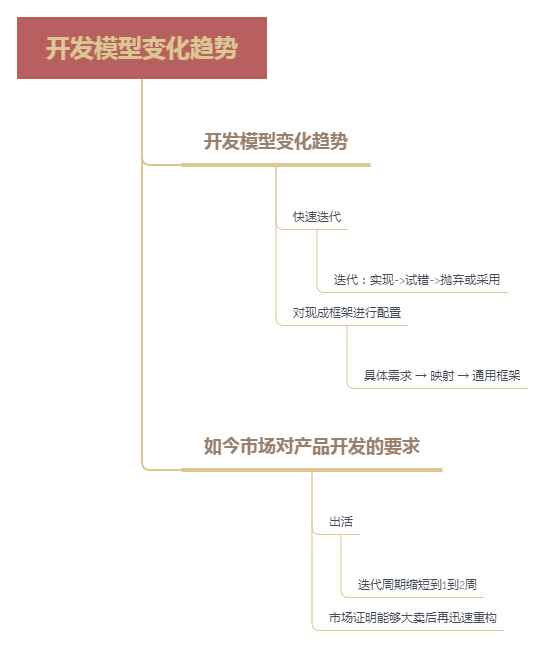 开发模型变化趋势
开发模型变化趋势
快速迭代
迭代：实现->试错->抛弃或采用
对现成框架进行配置
具体需求 → 映射 → 通用框架
如今市场对产品开发的要求
出活
迭代周期缩短到1到2周
市场证明能够大卖后再迅速重构